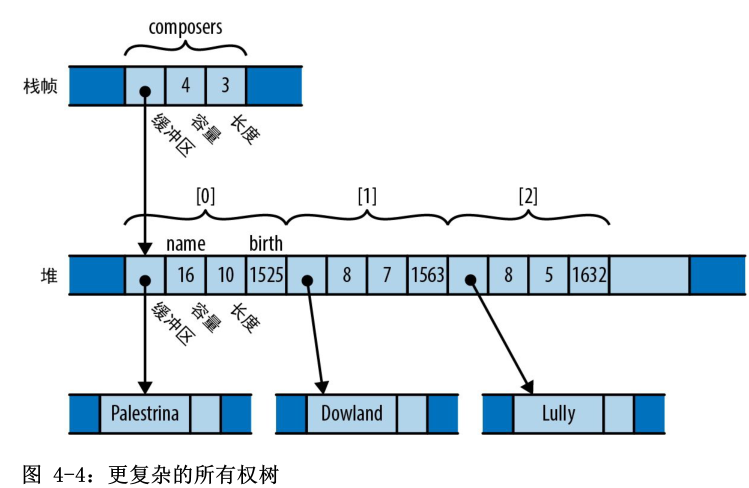 composers
栈帧 4 3
缓冲区 容量 长度
[0] [1] [2]
name birth
堆 16 10 1525 8 7 1563 8 5 1632
缓冲区 容量 长度
Palestrina Dowland Lully
图 4-4：更复杂的所有权树